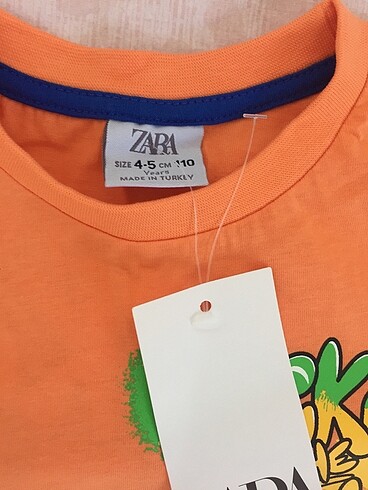 ZARA
SIZE 4-5 CM 110
Years
MADE IN TURKEY
ZARA